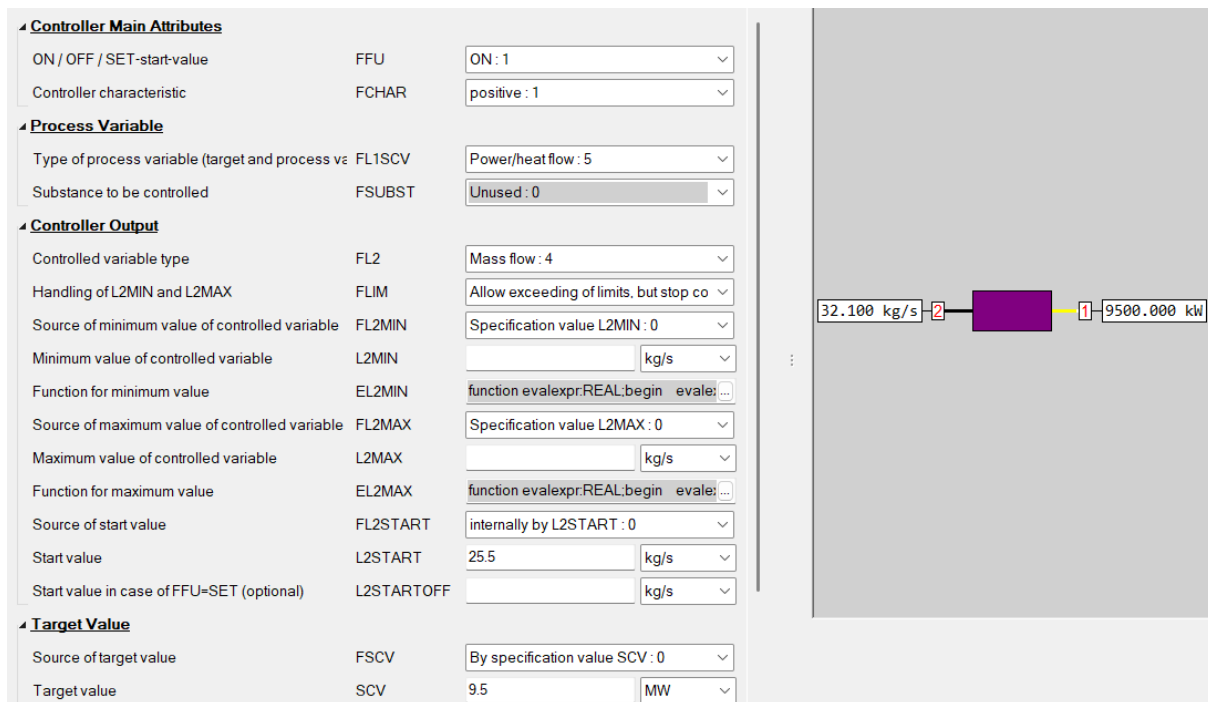 Controller Main Attributes
ON / OFF / SET-start-value FFU ON : 1
Controller characteristic FCHAR positive : 1
Process Variable
Type of process variable (target and process va FL1SCV Power/heat flow : 5
Substance to be controlled FSUBST Unused : 0
Controller Output
Controlled variable type FL2 Mass flow : 4
Handling of L2MIN and L2MAX FLIM Allow exceeding of limits, but stop co
Source of minimum value of controlled variable FL2MIN Specification value L2MIN : 0
Minimum value of controlled variable L2MIN kg/s
Function for minimum value EL2MIN function evalexpr:REAL;begin evale: ...
Source of maximum value of controlled variable FL2MAX Specification value L2MAX : 0
Maximum value of controlled variable L2MAX kg/s
Function for maximum value EL2MAX function evalexpr:REAL;begin evale: ...
Source of start value FL2START internally by L2START : 0
Start value L2START 25.5 kg/s
Start value in case of FFU=SET (optional) L2STARTOFF kg/s
Target Value
Source of target value FSCV By specification value SCV : 0
Target value SCV 9.5 MW
32.100 kg/s 2 1 9500.000 kW